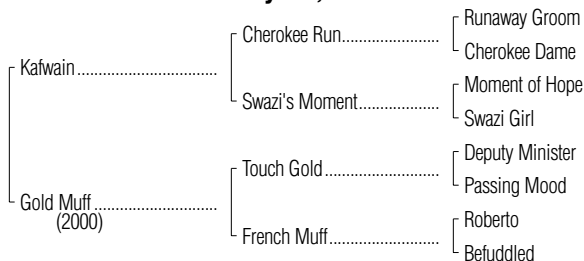 Runaway Groom
Cherokee Run
Cherokee Dame
Kafwain
Moment of Hope
Swazi's Moment
Swazi Girl
Deputy Minister
Touch Gold
Passing Mood
Gold Muff
(2000)
Roberto
French Muff
Befuddled